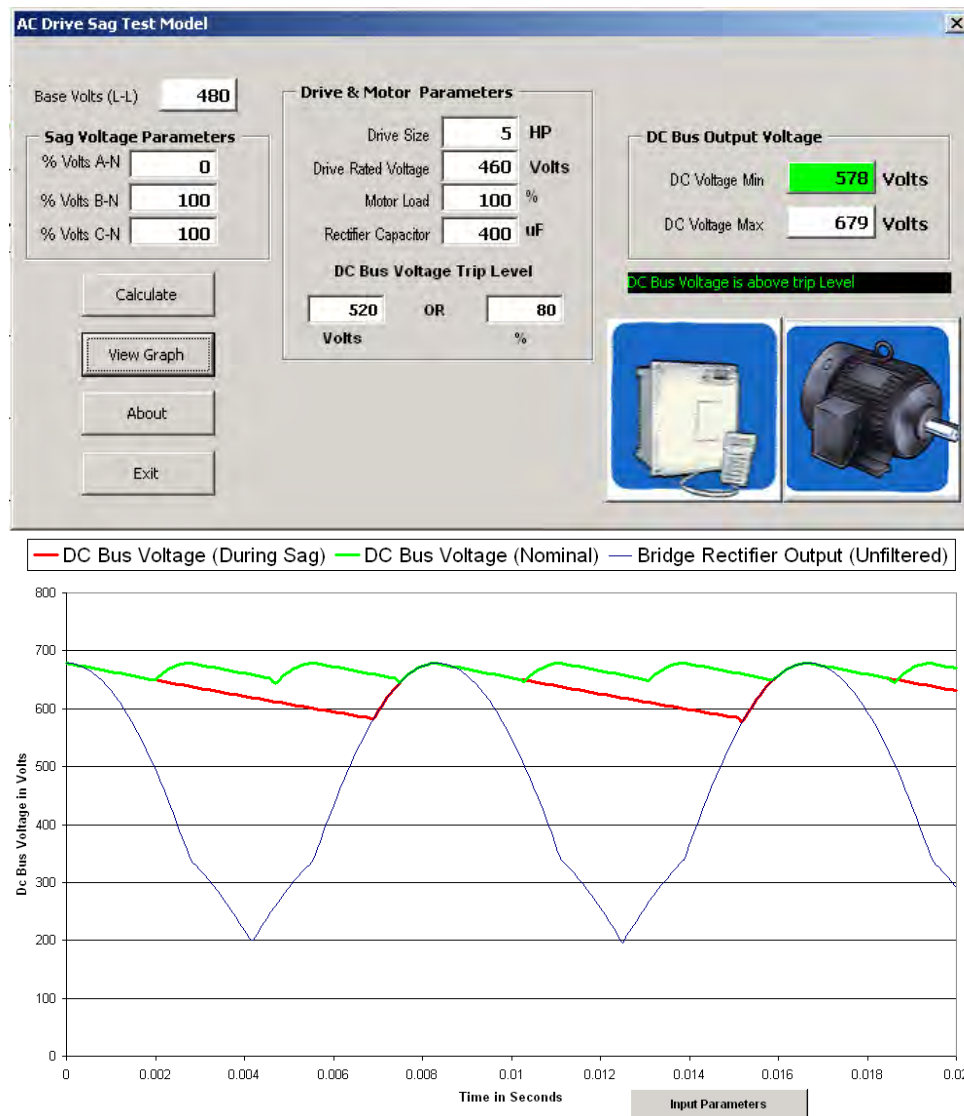 AC Drive Sag Test Model
Base Volts (L-L) 480
Sag Voltage Parameters
% Volts A-N 0
% Volts B-N 100
% Volts C-N 100
Calculate
View Graph
About
Exit
Drive & Motor Parameters
Drive Size 5 HP
Drive Rated Voltage 460 Volts
Motor Load 100 %
Rectifier Capacitor 400 uF
DC Bus Voltage Trip Level
520 OR 80
Volts %
DC Bus Output Voltage
DC Voltage Min 578 Volts
DC Voltage Max 679 Volts
DC Bus Voltage is above trip Level
DC Bus Voltage (During Sag) DC Bus Voltage (Nominal) Bridge Rectifier Output (Unfiltered)
Dc Bus Voltage in Volts
800
700
600
500
400
300
200
100
0
0 0.002 0.004 0.006 0.008 0.01 0.012 0.014 0.016 0.018 0.02
Time in Seconds
Input Parameters